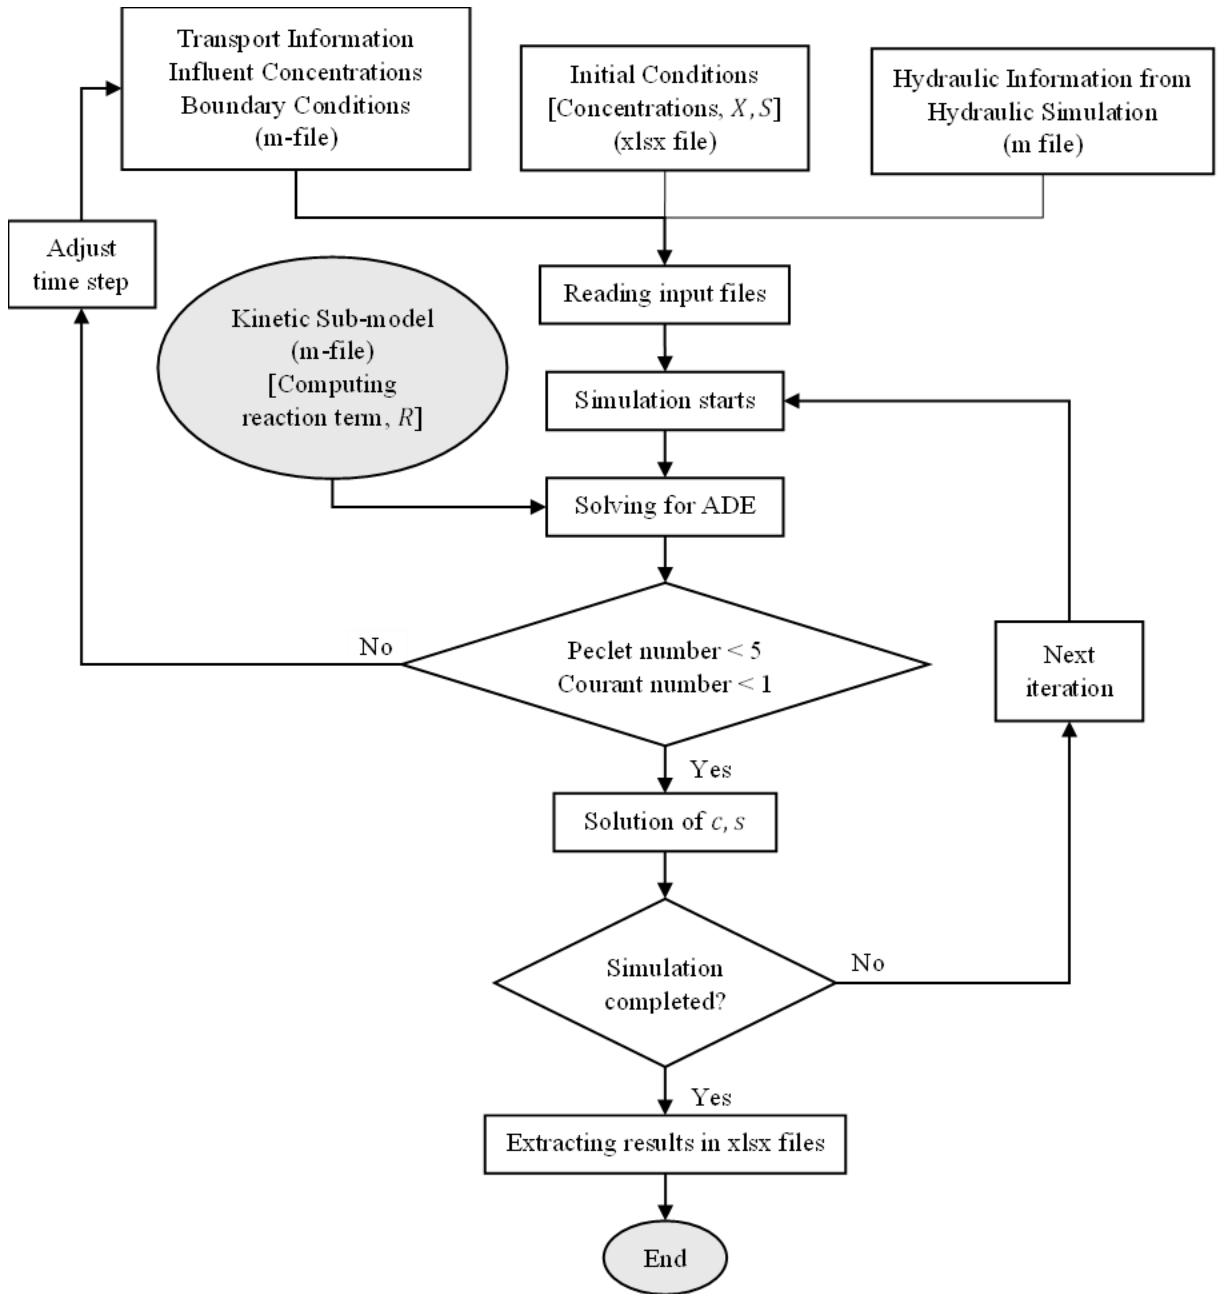 Transport Information
Influent Concentrations
Boundary Conditions
(m-file)
Initial Conditions
[Concentrations, X, S]
(xlsx file)
Hydraulic Information from
Hydraulic Simulation
(m file)
Adjust
time step
Reading input files
Kinetic Sub-model
(m-file)
[Computing
reaction term, R]
Simulation starts
Solving for ADE
No
Peclet number < 5
Courant number < 1
Next
iteration
Yes
Solution of c, s
Simulation
completed?
No
Yes
Extracting results in xlsx files
End